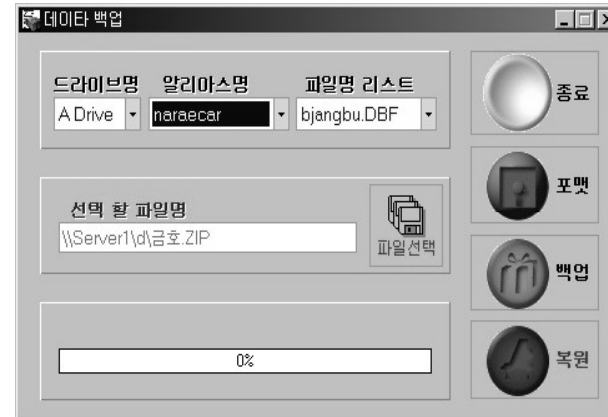 데이타 백업
드라이브명 알리아스명 파일명 리스트
A Drive naraecar bjangbu.DBF
선택 할 파일명
\\Server1\d\금호.ZIP
파일선택
0%
종료
포맷
백업
복원